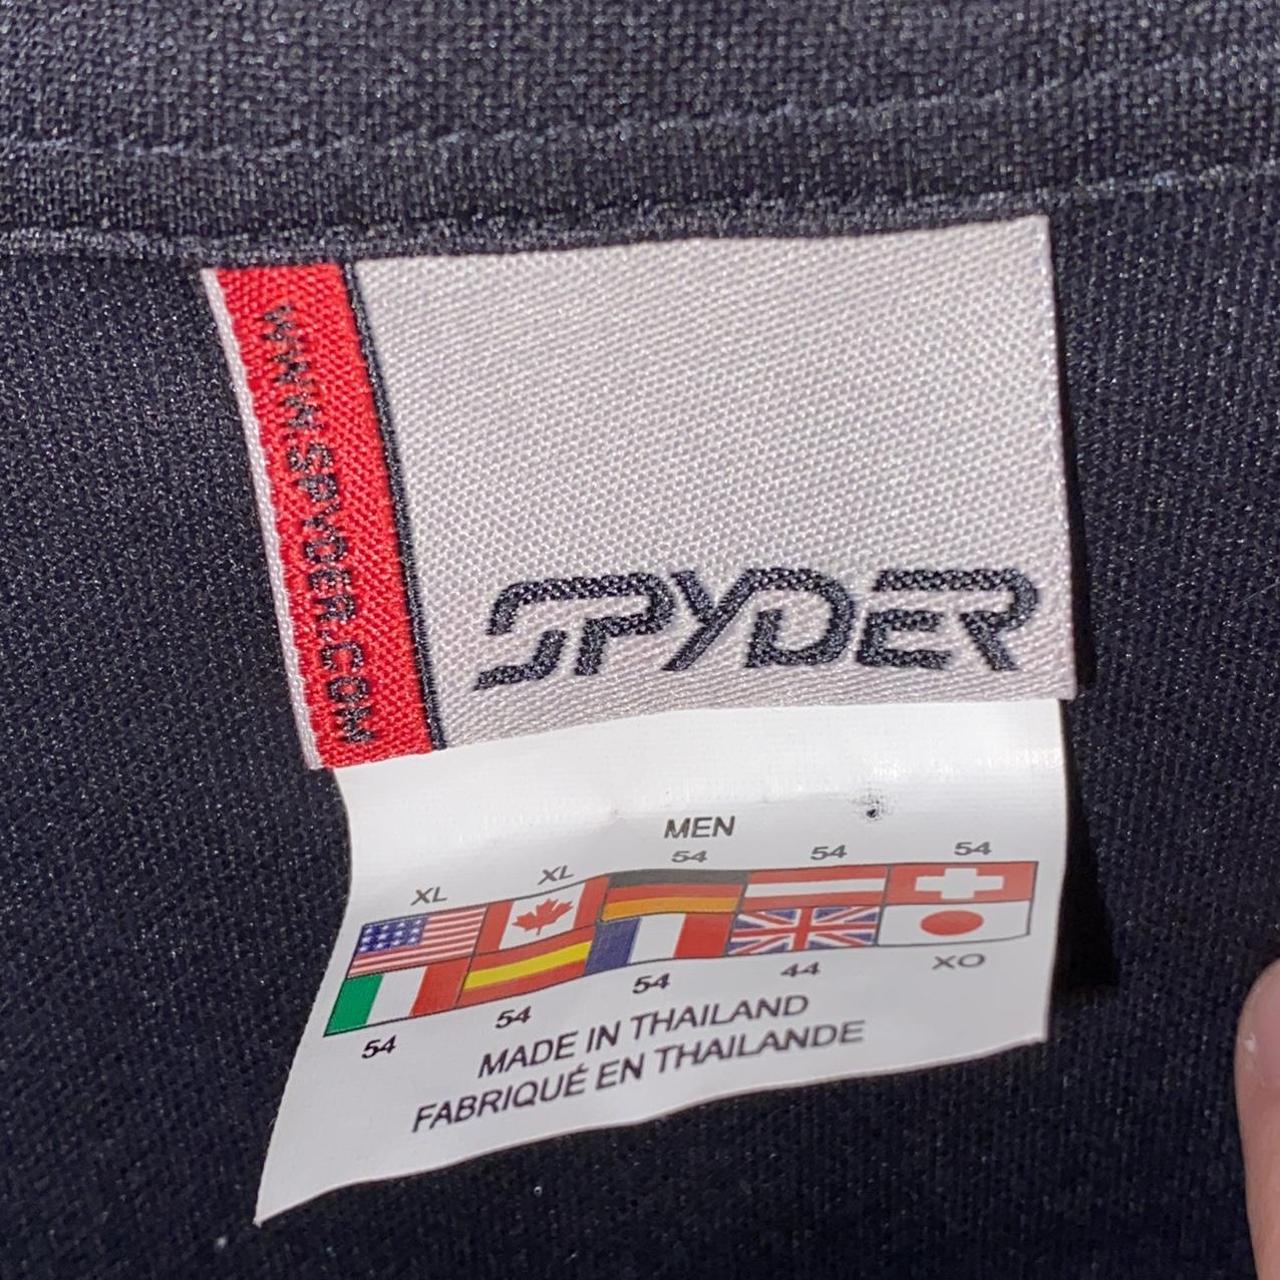 WWW.SPYDER.COM
SPYDER
MEN
XL XL 54 54 54
54 54 54 44 XO
MADE IN THAILAND
FABRIQUÉ EN THAILANDE